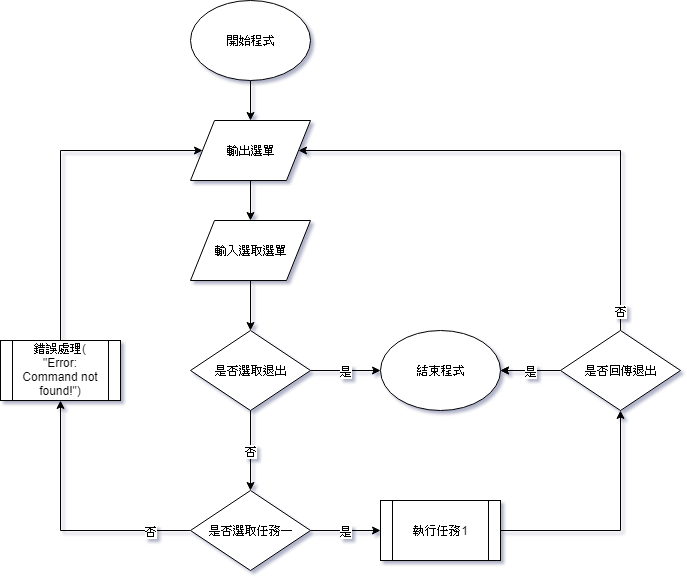 開始程式
輸出選單
輸入選取選單
錯誤處理(
"Error:
Command not
found!")
是否選取退出
是
結束程式
是
是否回傳退出
否
否
是否選取任務一
否
是
執行任務1